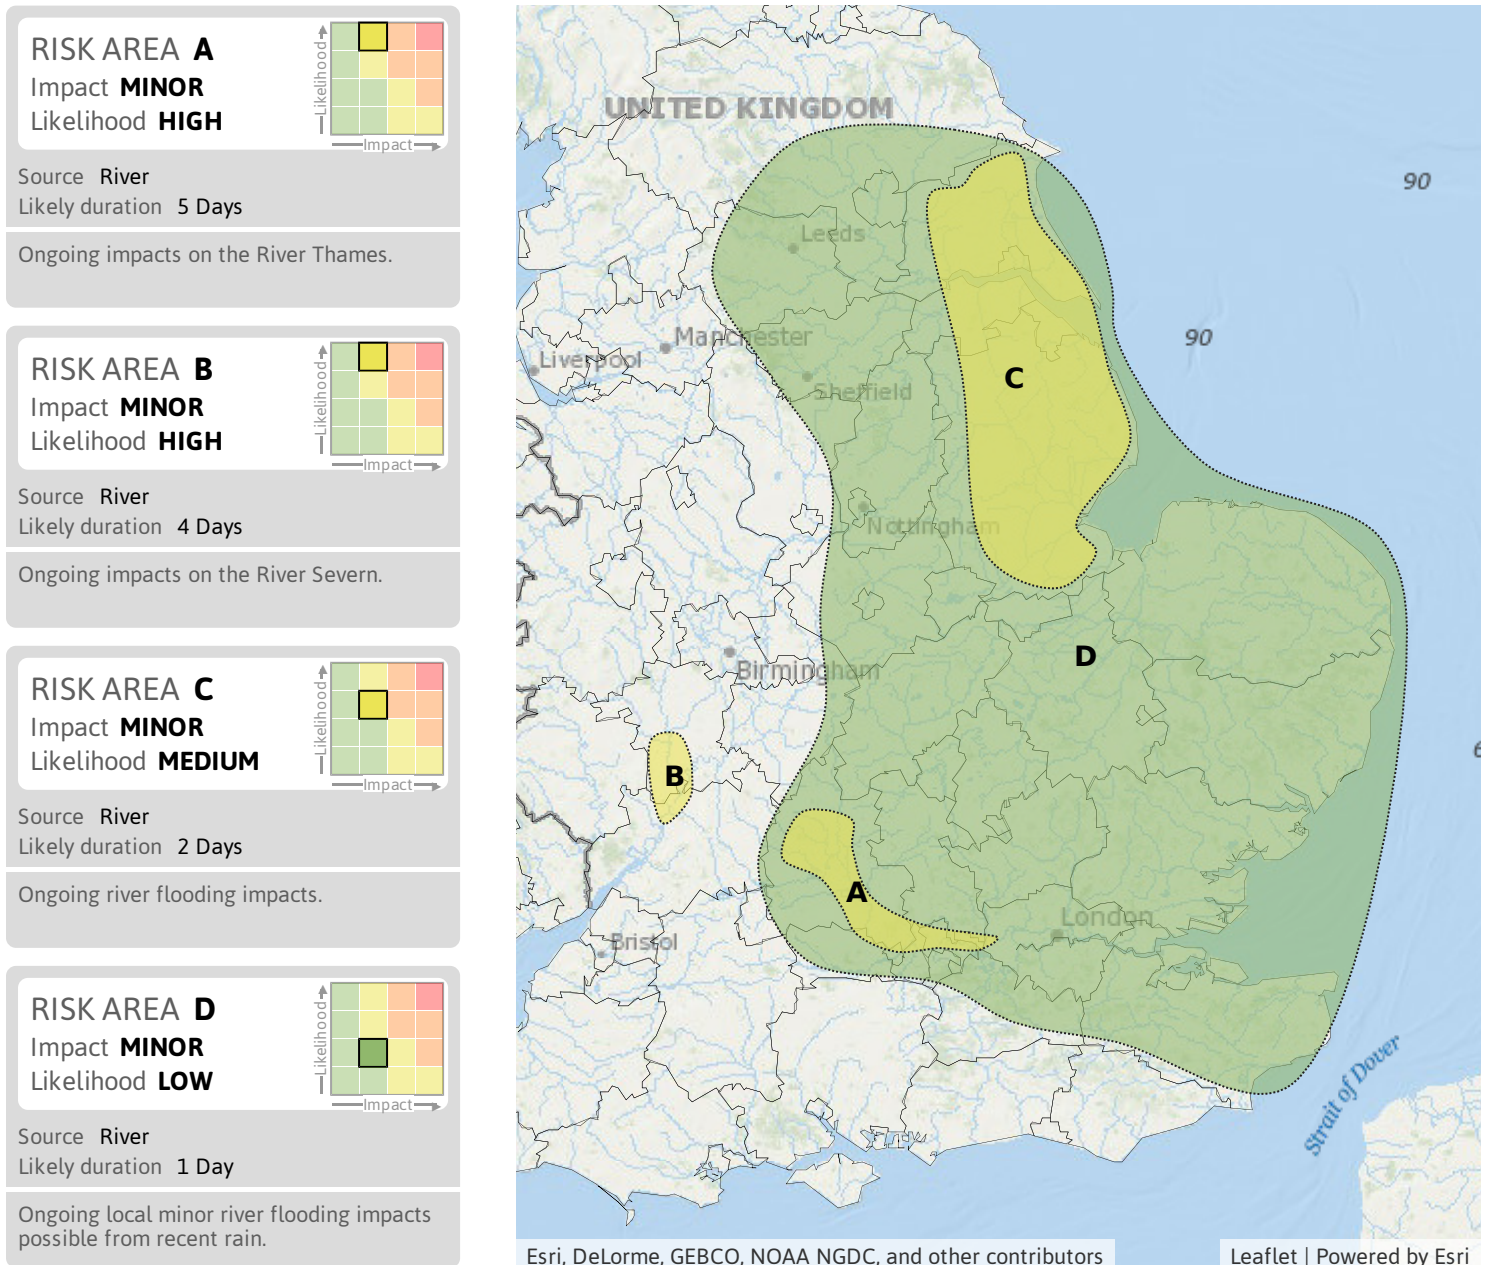 RISK AREA A
Impact MINOR
Likelihood HIGH
Likelihood
Impact
Source River
Likely duration 5 Days
Ongoing impacts on the River Thames.
RISK AREA B
Impact MINOR
Likelihood HIGH
Likelihood
Impact
Source River
Likely duration 4 Days
Ongoing impacts on the River Severn.
RISK AREA C
Impact MINOR
Likelihood MEDIUM
Likelihood
Impact
Source River
Likely duration 2 Days
Ongoing river flooding impacts.
RISK AREA D
Impact MINOR
Likelihood LOW
Likelihood
Impact
Source River
Likely duration 1 Day
Ongoing local minor river flooding impacts
possible from recent rain.
UNITED KINGDOM
90
Leeds
Manchester
90
Liverpool
C
Sheffield
Nottingham
D
Birmingham
6
B
A
London
Bristol
Strait of Dover
Esri, DeLorme, GEBCO, NOAA NGDC, and other contributors
Leaflet | Powered by Esri